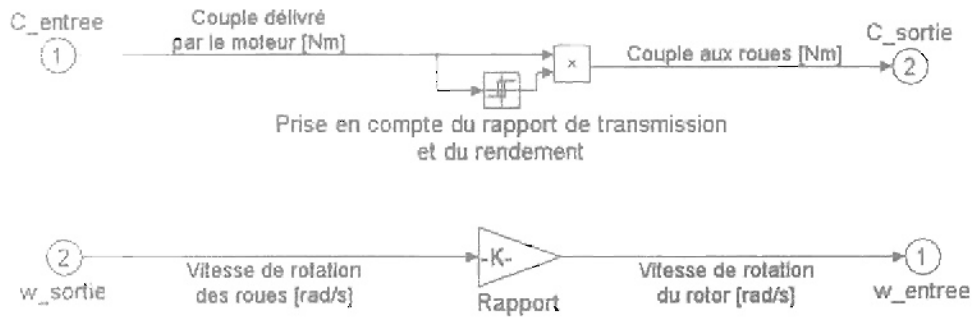 C_entree
1
Couple délivré
par le moteur [Nm]
×
Couple aux roues [Nm]
C_sortie
2
Prise en compte du rapport de transmission
et du rendement
2
w_sortie
Vitesse de rotation
des roues [rad/s]
-K-
Rapport
Vitesse de rotation
du rotor [rad/s]
1
w_entree